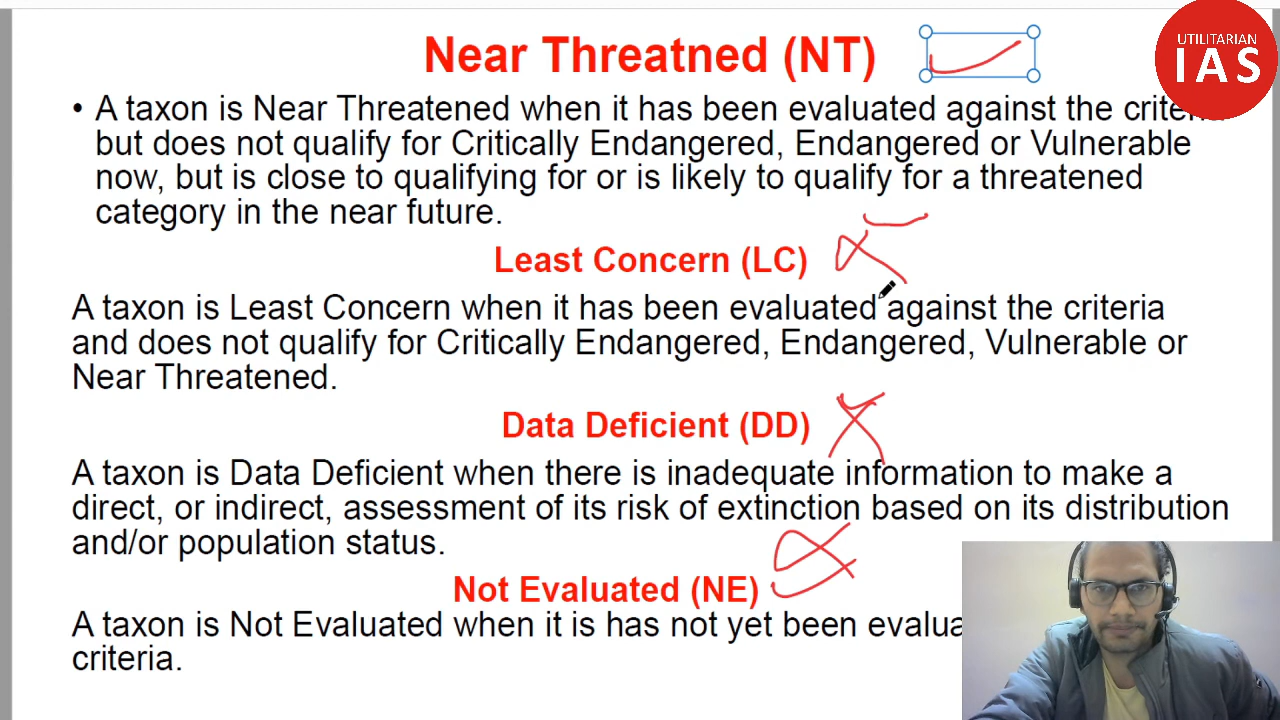 Near Threatned (NT)
UTILITARIAN
IAS
• A taxon is Near Threatened when it has been evaluated against the
but does not qualify for Critically Endangered, Endangered or Vulnerable
now, but is close to qualifying for or is likely to qualify for a threatened
category in the near future.
Least Concern (LC)
A taxon is Least Concern when it has been evaluated against the criteria
and does not qualify for Critically Endangered, Endangered, Vulnerable or
Near Threatened.
Data Deficient (DD)
A taxon is Data Deficient when there is inadequate information to make a
direct, or indirect, assessment of its risk of extinction based on its distribution
and/or population status.
Not Evaluated (NE)
A taxon is Not Evaluated when it is has not yet been
criteria.